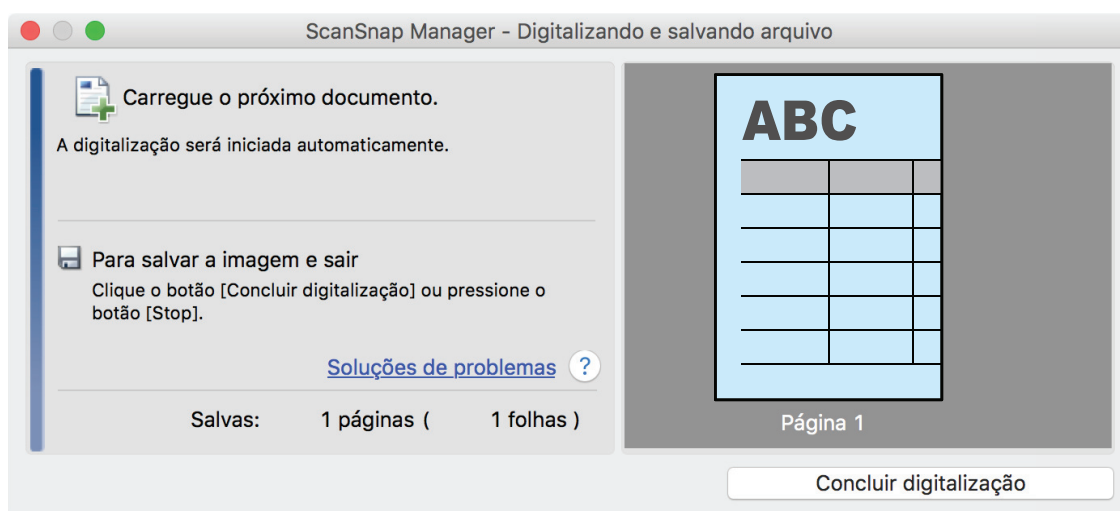 ScanSnap Manager - Digitalizando e salvando arquivo
Carregue o próximo documento.
A digitalização será iniciada automaticamente.
Para salvar a imagem e sair
Clique o botão [Concluir digitalização] ou pressione o
botão [Stop].
Soluções de problemas ?
Salvas: 1 páginas ( 1 folhas )
ABC
Página 1
Concluir digitalização